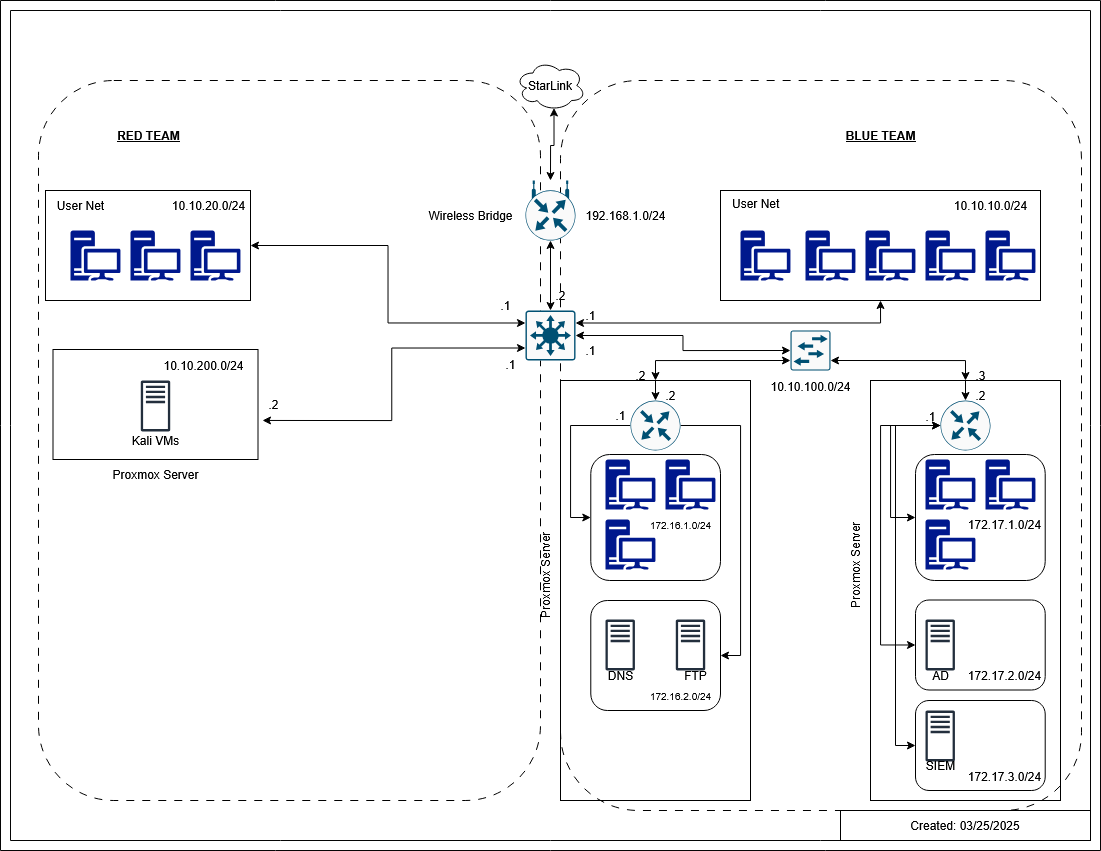 StarLink
RED TEAM
BLUE TEAM
User Net
10.10.20.0/24
User Net
10.10.10.0/24
Wireless Bridge
192.168.1.0/24
.2
.1
.1
.1
.1
10.10.200.0/24
.2
Kali VMs
Proxmox Server
10.10.100.0/24
.2
.2
.1
.3
.2
.1
172.16.1.0/24
172.17.1.0/24
Proxmox Server
Proxmox Server
DNS
FTP
172.16.2.0/24
AD
172.17.2.0/24
SIEM
172.17.3.0/24
Created: 03/25/2025